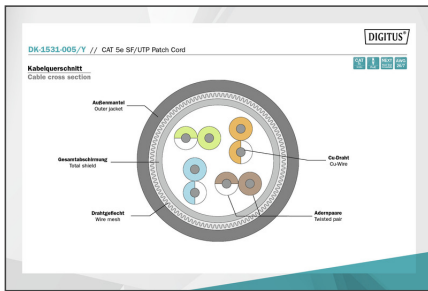 DIGITUS®
DK-1531-005/Y // CAT 5e SF/UTP Patch Cord
Kabelquerschnitt
Cable cross section
CAT
Außenmantel
Outer jacket
Gesamtabschirmung
Total shield
Cu-Draht
Cu-Wire
Drahtgeflecht
Wire mesh
Adernpaare
Twisted pair